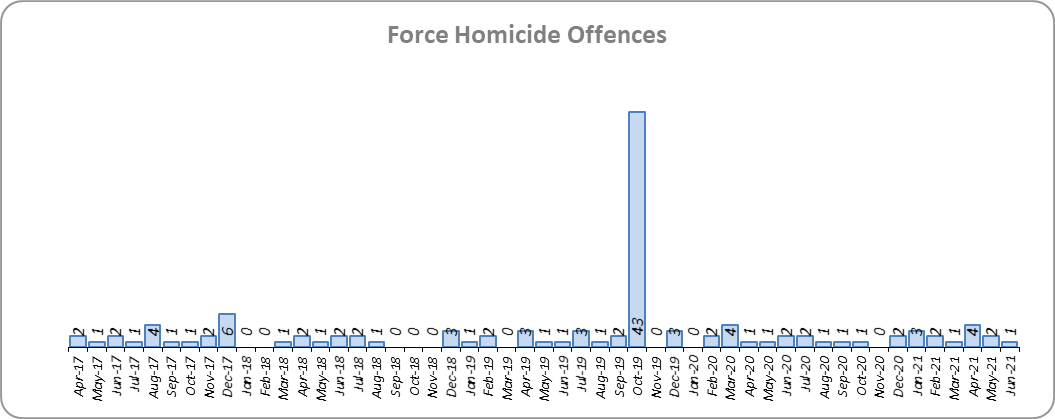 Force Homicide Offences
2 1 2 1 4 1 1 2 6 0 0 1 2 1 2 2 1 0 0 0 3 1 2 0 3 1 1 3 1 2 43 0 3 0 2 4 1 1 2 2 1 1 1 0 2 3 2 1 4 2 1
Apr-17 May-17 Jun-17 Jul-17 Aug-17 Sep-17 Oct-17 Nov-17 Dec-17 Jan-18 Feb-18 Mar-18 Apr-18 May-18 Jun-18 Jul-18 Aug-18 Sep-18 Oct-18 Nov-18 Dec-18 Jan-19 Feb-19 Mar-19 Apr-19 May-19 Jun-19 Jul-19 Aug-19 Sep-19 Oct-19 Nov-19 Dec-19 Jan-20 Feb-20 Mar-20 Apr-20 May-20 Jun-20 Jul-20 Aug-20 Sep-20 Oct-20 Nov-20 Dec-20 Jan-21 Feb-21 Mar-21 Apr-21 May-21 Jun-21